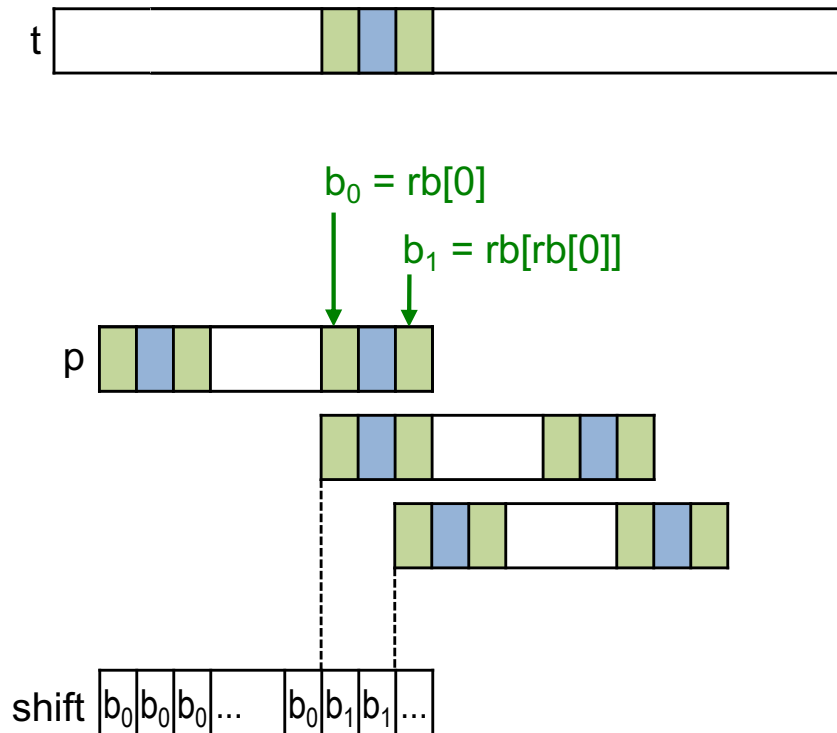 t
b₀ = rb[0]
b₁ = rb[rb[0]]
p
shift b₀ b₀ b₀ ... b₀ b₁ b₁ ...